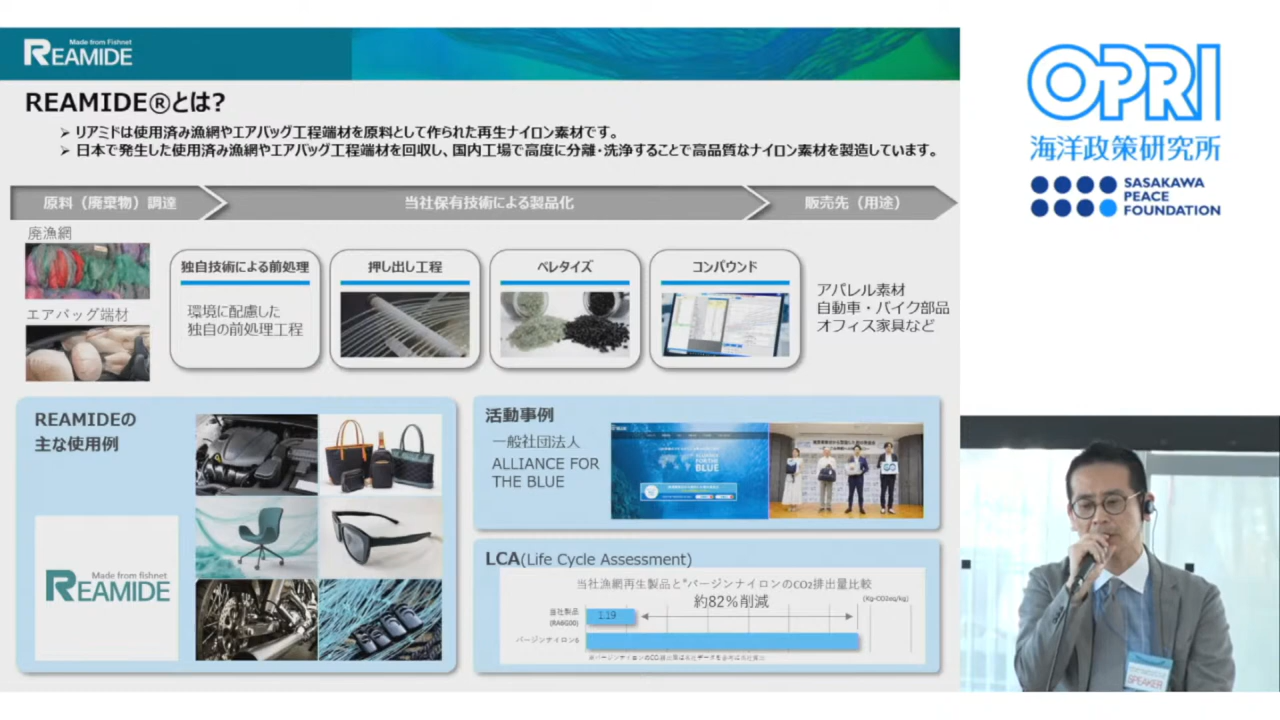 Made from Fishnet
REAMIDE
REAMIDE®とは?
➢ リアミドは使用済み漁網やエアバッグ工程端材を原料として作られた再生ナイロン素材です。
➢ 日本で発生した使用済み漁網やエアバッグ工程端材を回収し、国内工場で高度に分離・洗浄することで高品質なナイロン素材を製造しています。
原料（廃棄物）調達
当社保有技術による製品化
販売先（用途）
廃漁網
エアバッグ端材
独自技術による前処理
環境に配慮した
独自の前処理工程
押し出し工程
ペレタイズ
コンパウンド
アパレル素材
自動車・バイク部品
オフィス家具など
REAMIDEの
主な使用例
Made from fishnet
REAMIDE
活動事例
一般社団法人
ALLIANCE FOR
THE BLUE
ALLIANCE
FOR THE
BLUE
LCA(Life Cycle Assessment)
当社漁網再生製品と*バージンナイロンのCO₂排出量比較
約82％削減
(Kg-CO2eq/kg)
当社製品
(RA6G00)
1.19
バージンナイロン6
OPRI
海洋政策研究所
SASAKAWA
PEACE
FOUNDATION
SPEAKER